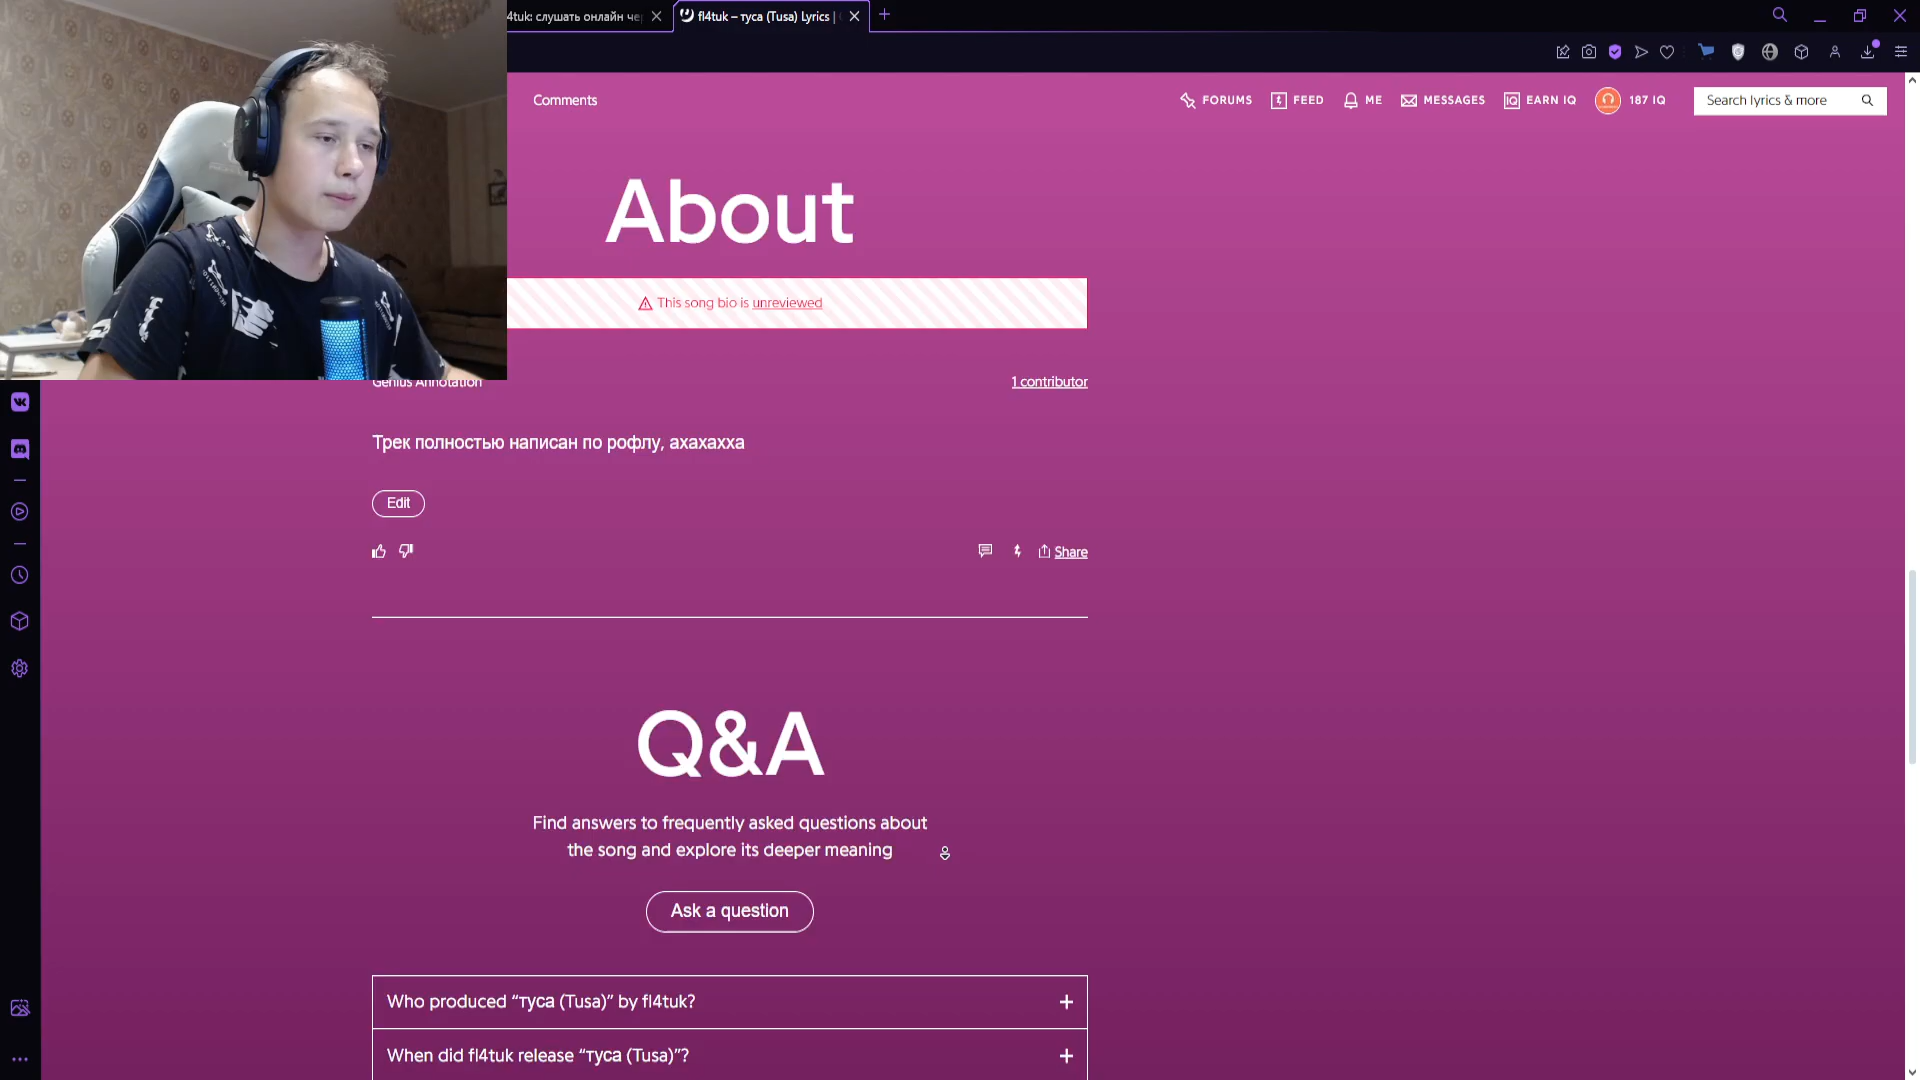 4tuk: слушать онлайн че
fl4tuk – туса (Tusa) Lyrics |
Comments
FORUMS
FEED
ME
MESSAGES
EARN IQ
187 IQ
Search lyrics & more
About
This song bio is unreviewed
Genius Annotation
1 contributor
Трек полностью написан по рофлу, ахахахха
Edit
Share
Q&A
Find answers to frequently asked questions about
the song and explore its deeper meaning
Ask a question
Who produced “туса (Tusa)” by fl4tuk?
When did fl4tuk release “туса (Tusa)”?